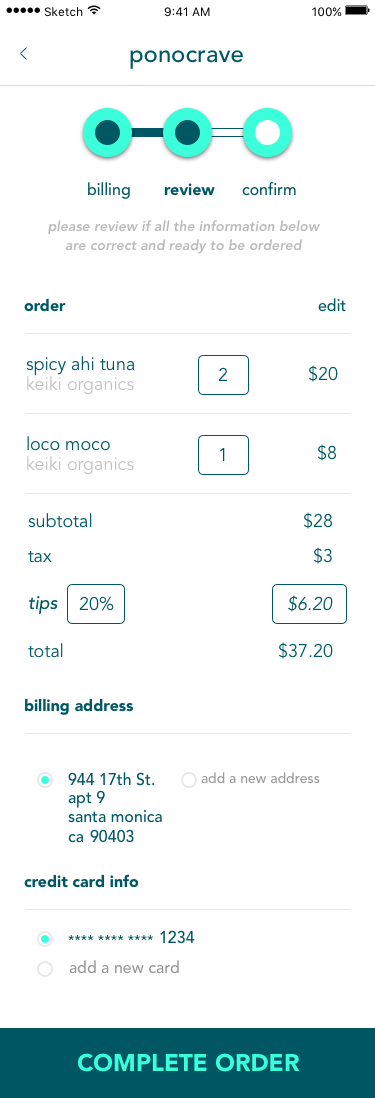 Sketch 9:41 AM 100%
ponocrave
billing review confirm
please review if all the information below
are correct and ready to be ordered
order edit
spicy ahi tuna 2 $20
keiki organics
loco moco 1 $8
keiki organics
subtotal $28
tax $3
tips 20% $6.20
total $37.20
billing address
944 17th St. add a new address
apt 9
santa monica
ca 90403
credit card info
**** **** **** 1234
add a new card
COMPLETE ORDER